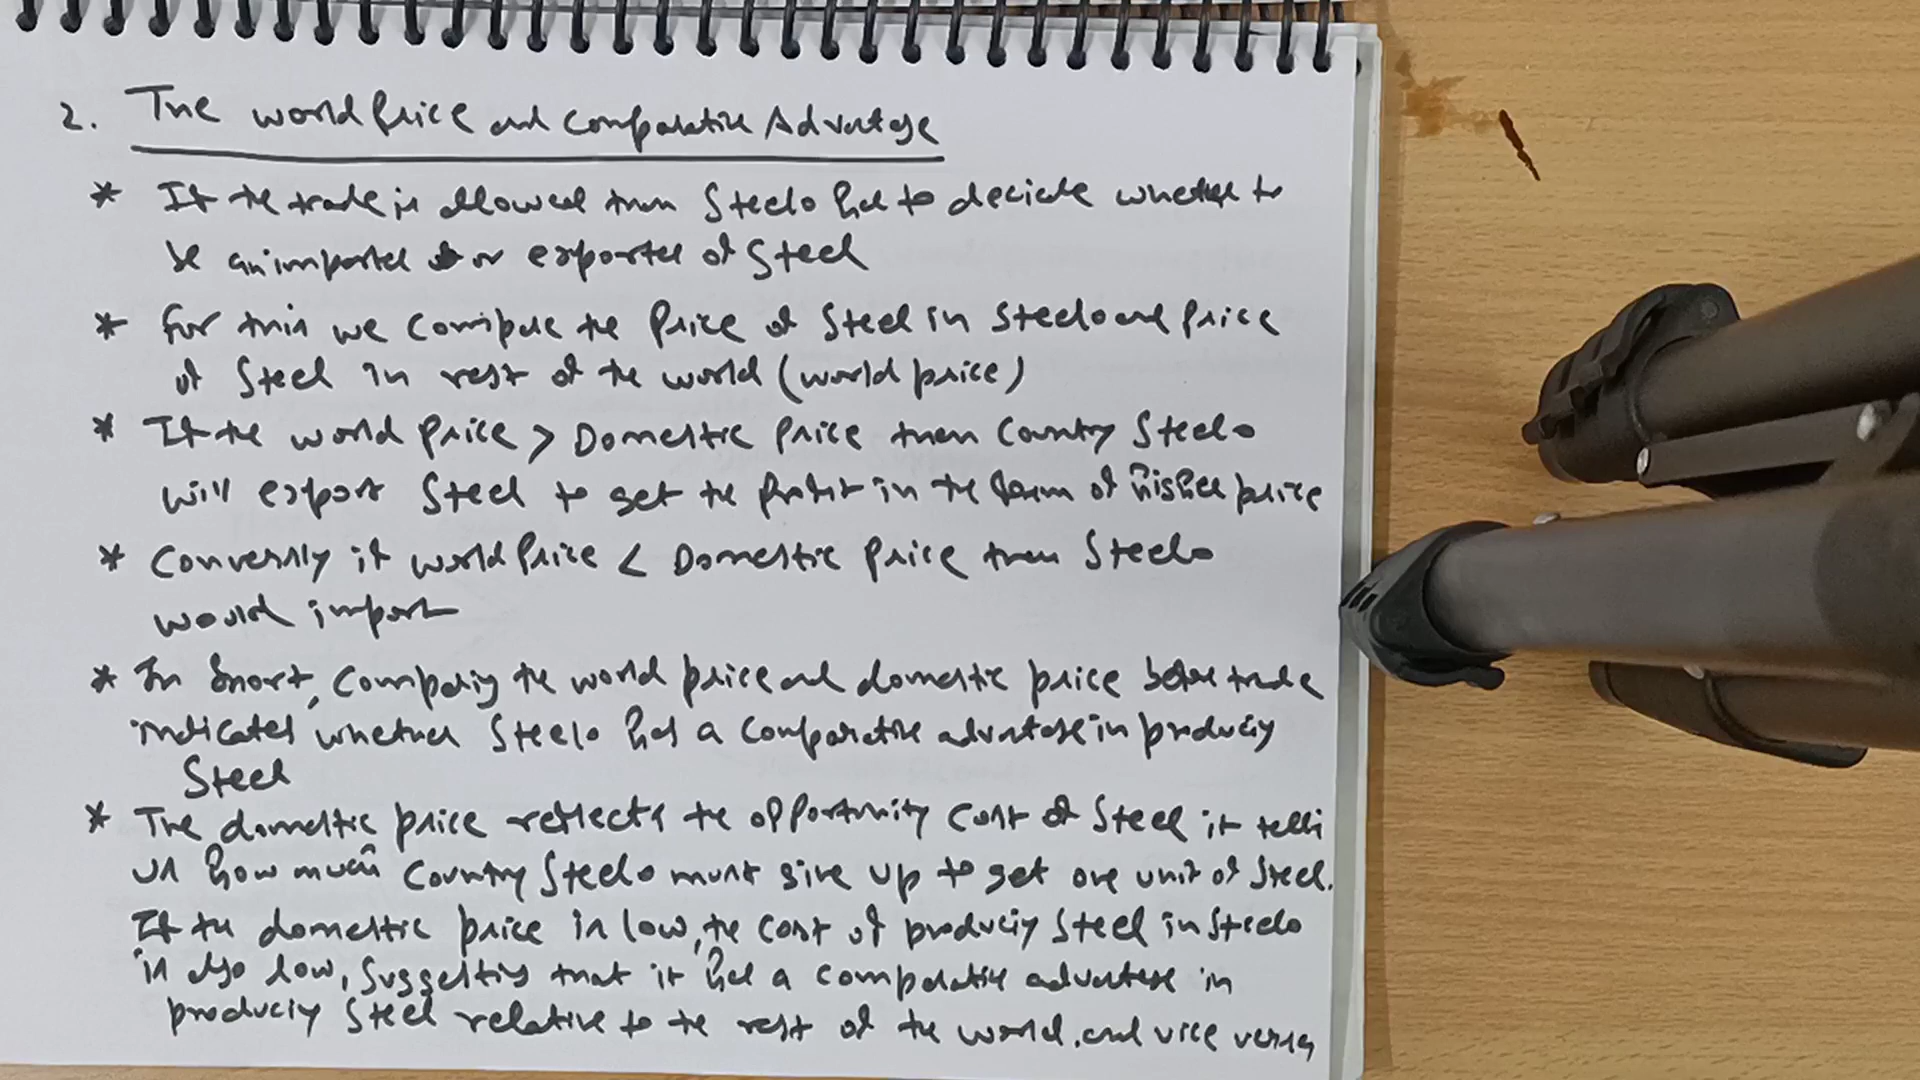 2. The world Price and Comparative Advantage
* If the trade is allowed then Steelo has to decide whether to
be an importer or exporter of Steel
* For this we Compare the Price of Steel in Steelo and Price
of Steel in rest of the world (world price)
* If the world Price > Domestic Price then Country Steelo
will export Steel to get the Profit in the form of higher price
* Conversly if world Price < Domestic Price then Steelo
would import
* In Short, Comparing the world price and domestic price before trade
indicates whether Steelo has a Comparative advantage in producing
Steel
* The domestic price reflects the opportunity Cost of Steel it tells
us how much Country Steelo must give up to get one unit of Steel.
If the domestic price is low, the cost of producing Steel in Steelo
is also low, Suggesting that it has a comparative advantage in
producing Steel relative to the rest of the world. and vice versa